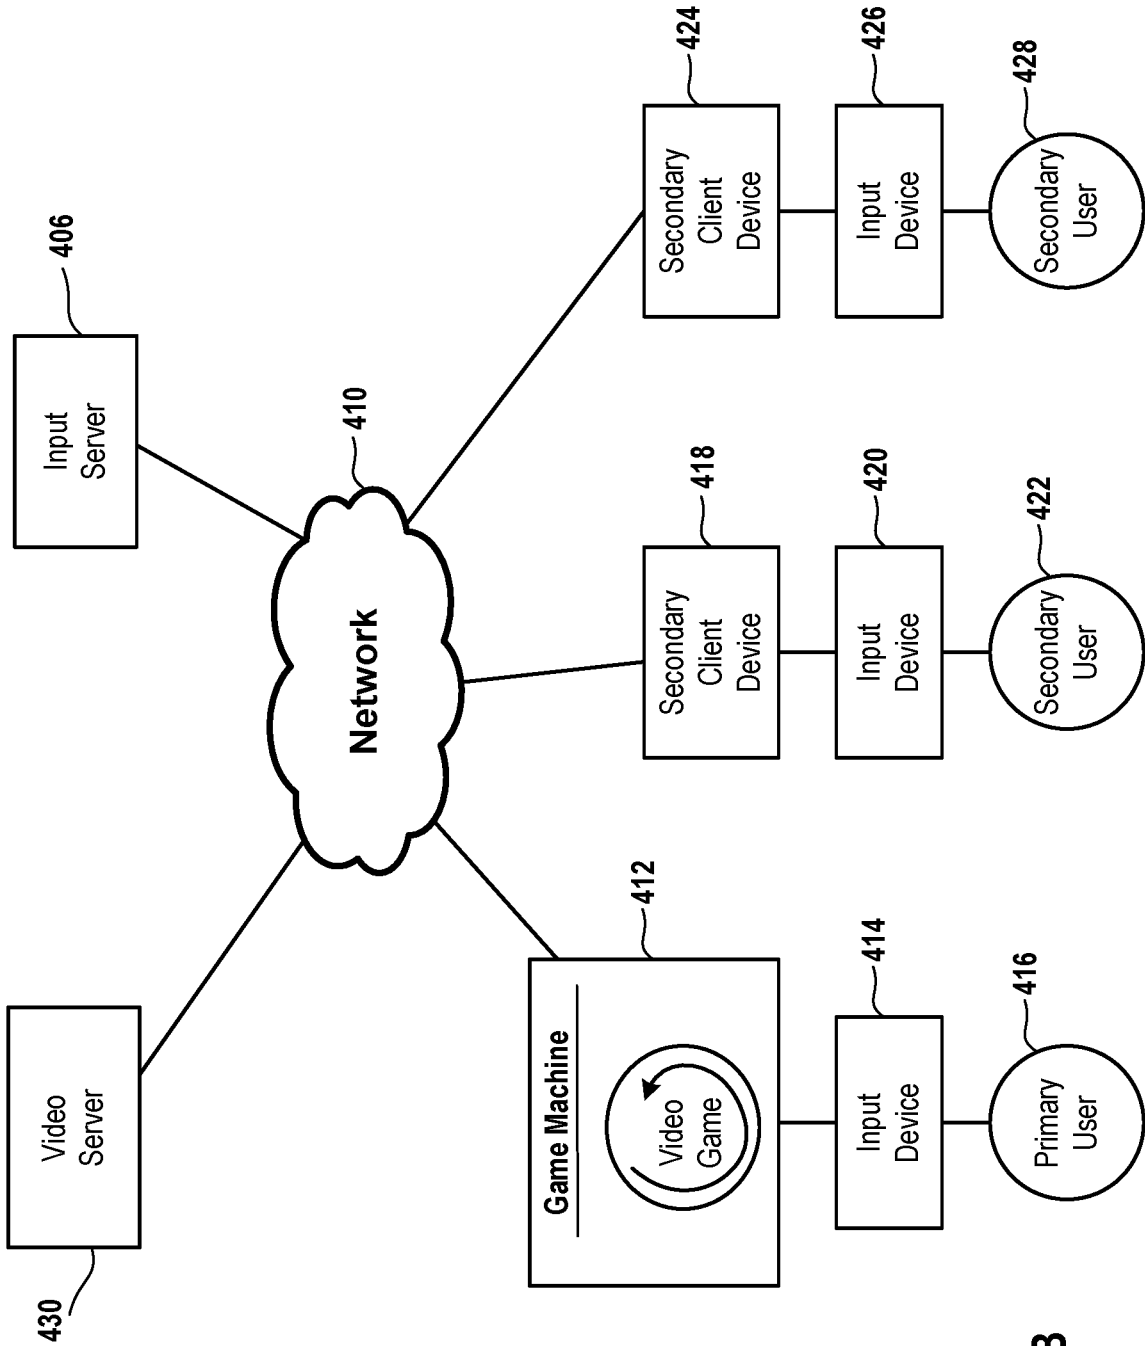 430
Video
Server
Input
Server
406
Network
410
Game Machine
Video
Game
412
Secondary
Client
Device
418
Secondary
Client
Device
424
Input
Device
414
Input
Device
420
Input
Device
426
Primary
User
416
Secondary
User
422
Secondary
User
428